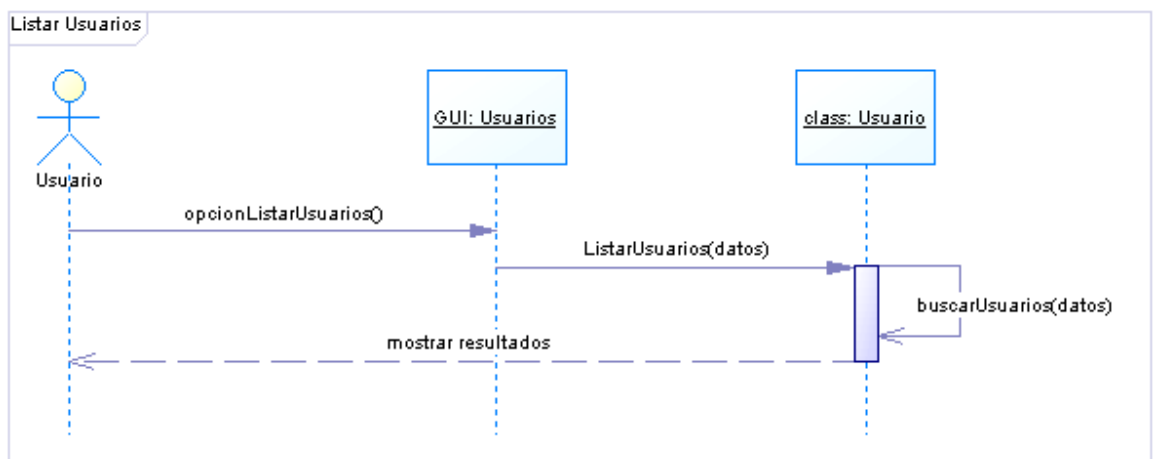 Listar Usuarios
GUI: Usuarios
class: Usuario
Usuario
opcionListarUsuarios()
ListarUsuarios(datos)
buscarUsuarios(datos)
mostrar resultados